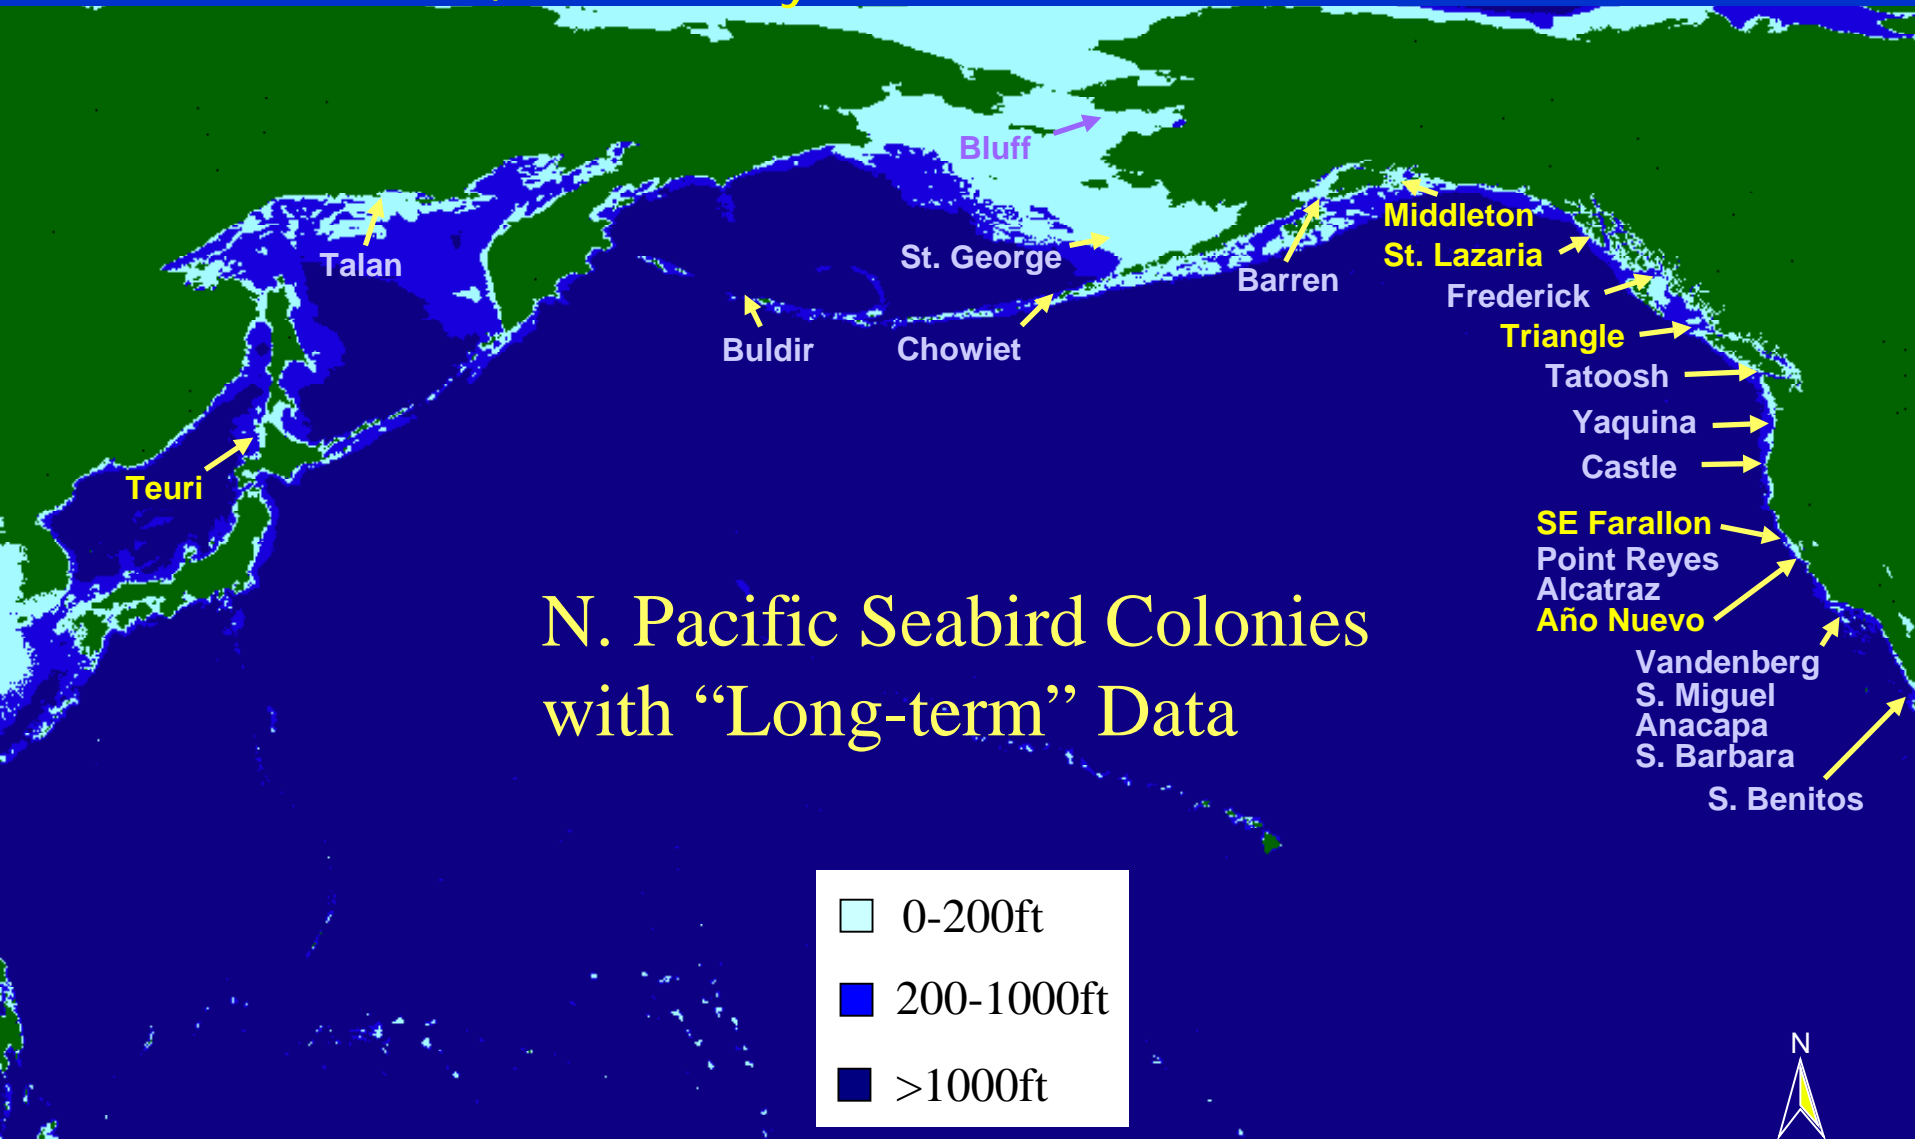 Bluff
Middleton
St. Lazaria
St. George
Talan
Barren
Frederick
Triangle
Buldir
Chowiet
Tatoosh
Yaquina
Castle
Teuri
SE Farallon
Point Reyes
Alcatraz
Año Nuevo
N. Pacific Seabird Colonies
with “Long-term” Data
Vandenberg
S. Miguel
Anacapa
S. Barbara
S. Benitos
0-200ft
200-1000ft
>1000ft
N